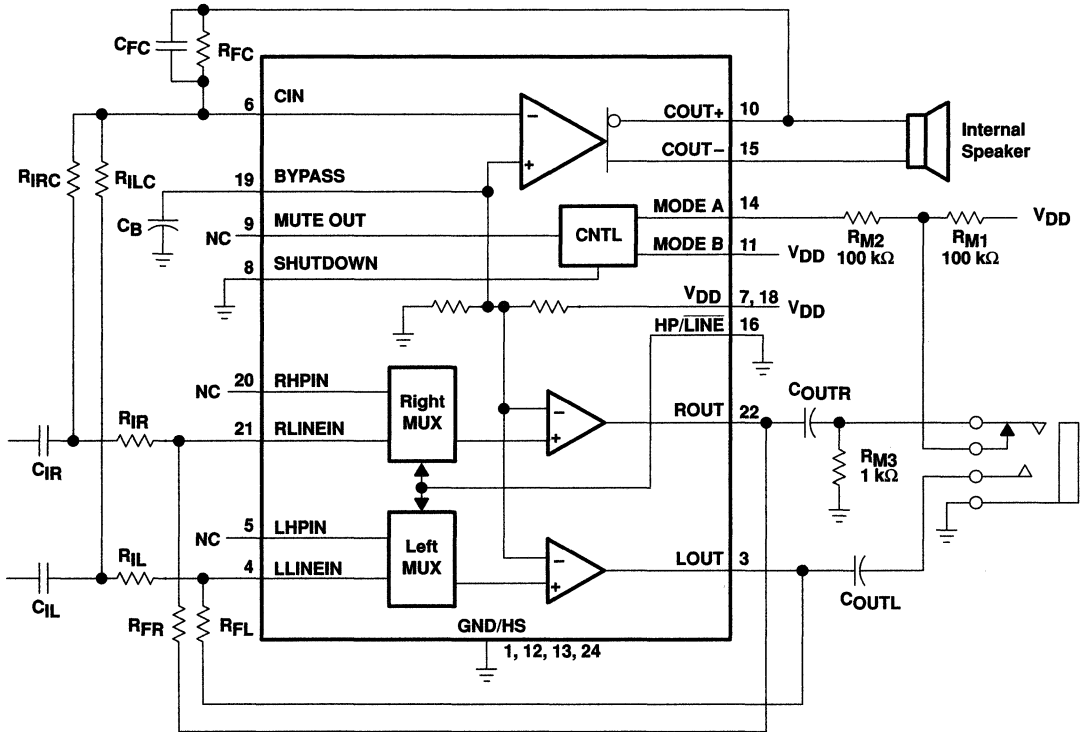 CFC
RFC
6
CIN
COUT+
10
Internal
Speaker
COUT–
15
RIRC
RILC
19
BYPASS
CB
MODE A
14
RM2
100 kΩ
RM1
100 kΩ
VDD
NC
9
MUTE OUT
CNTL
MODE B
11
VDD
8
SHUTDOWN
VDD
7, 18
VDD
HP/LINE
16
NC
20
RHPIN
Right
MUX
ROUT
22
COUTR
RIR
21
RLINEIN
CIR
RM3
1 kΩ
NC
5
LHPIN
Left
MUX
RIL
4
LLINEIN
LOUT
3
CIL
COUTL
RFR
RFL
GND/HS
1, 12, 13, 24